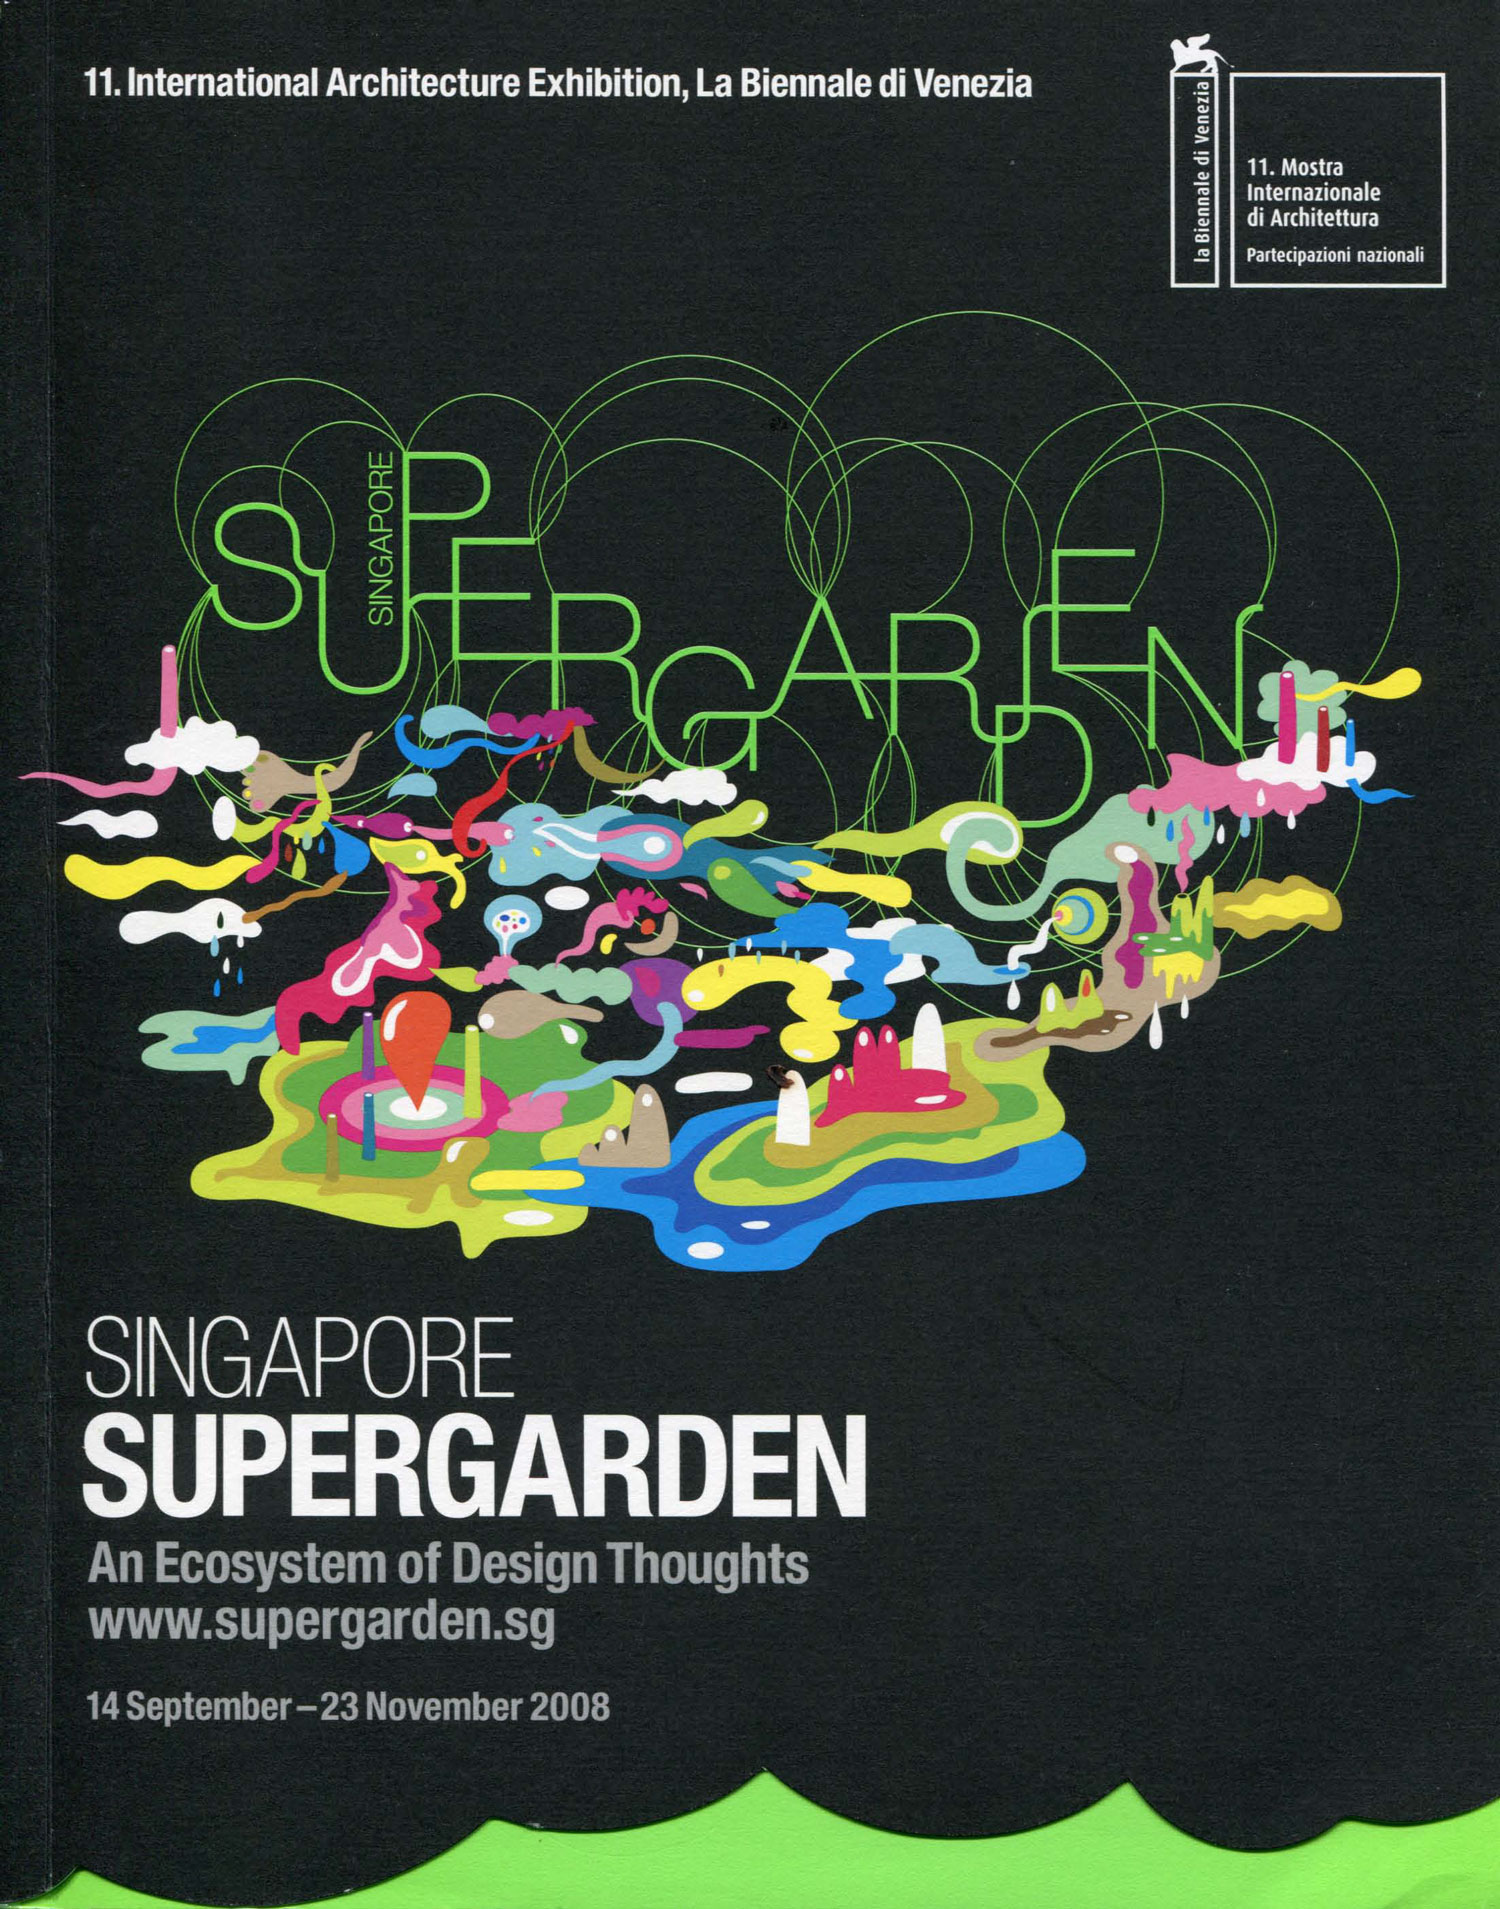 11. International Architecture Exhibition, La Biennale di Venezia
la Biennale di Venezia
11. Mostra
Internazionale
di Architettura
Partecipazioni nazionali
SINGAPORE
SUPERGARDEN
SINGAPORE
SUPERGARDEN
An Ecosystem of Design Thoughts
www.supergarden.sg
14 September – 23 November 2008